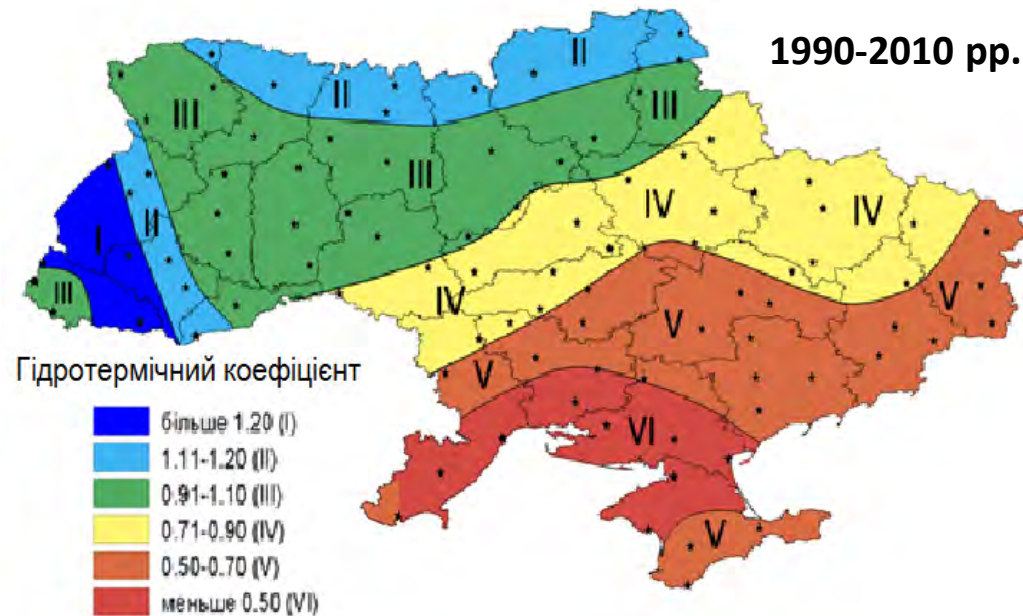 1990-2010 рр.
II
II
III
III
III
IV
IV
I
II
III
IV
V
V
V
VI
V
Гідротермічний коефіцієнт
більше 1.20 (I)
1.11-1.20 (II)
0.91-1.10 (III)
0.71-0.90 (IV)
0.50-0.70 (V)
меньше 0.50 (VI)